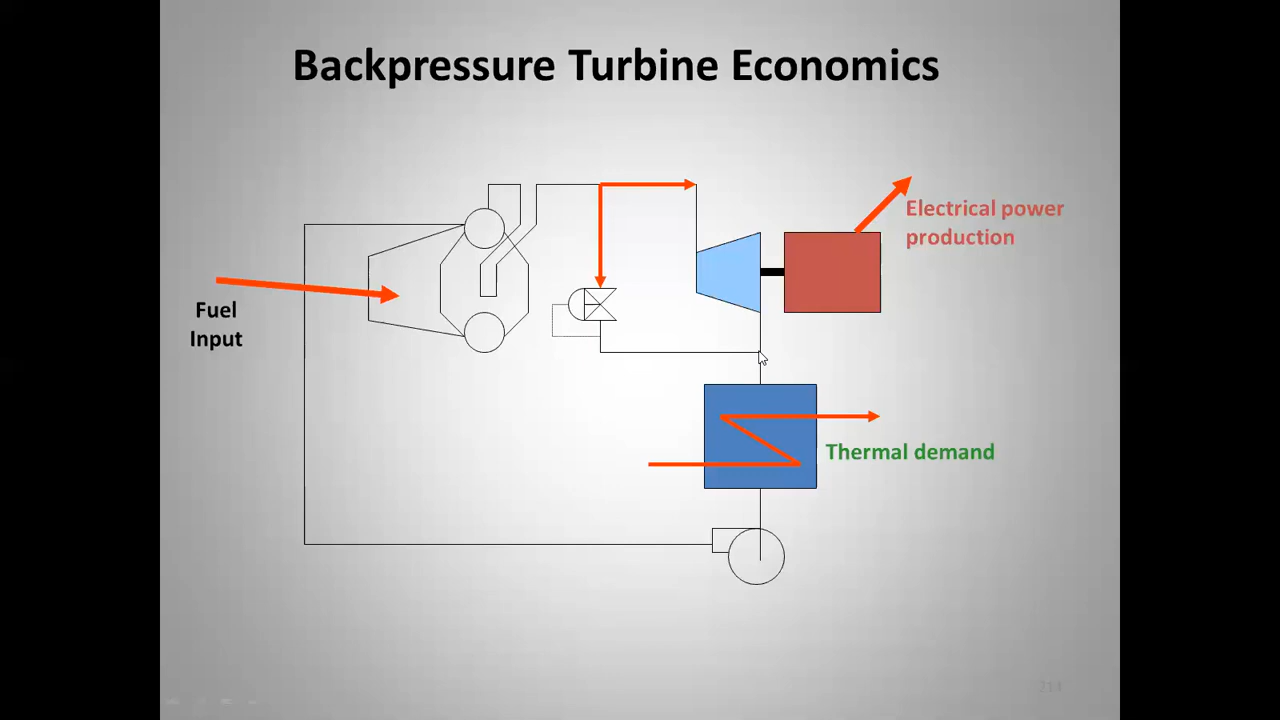 Backpressure Turbine Economics
Electrical power
production
Fuel
Input
Thermal demand